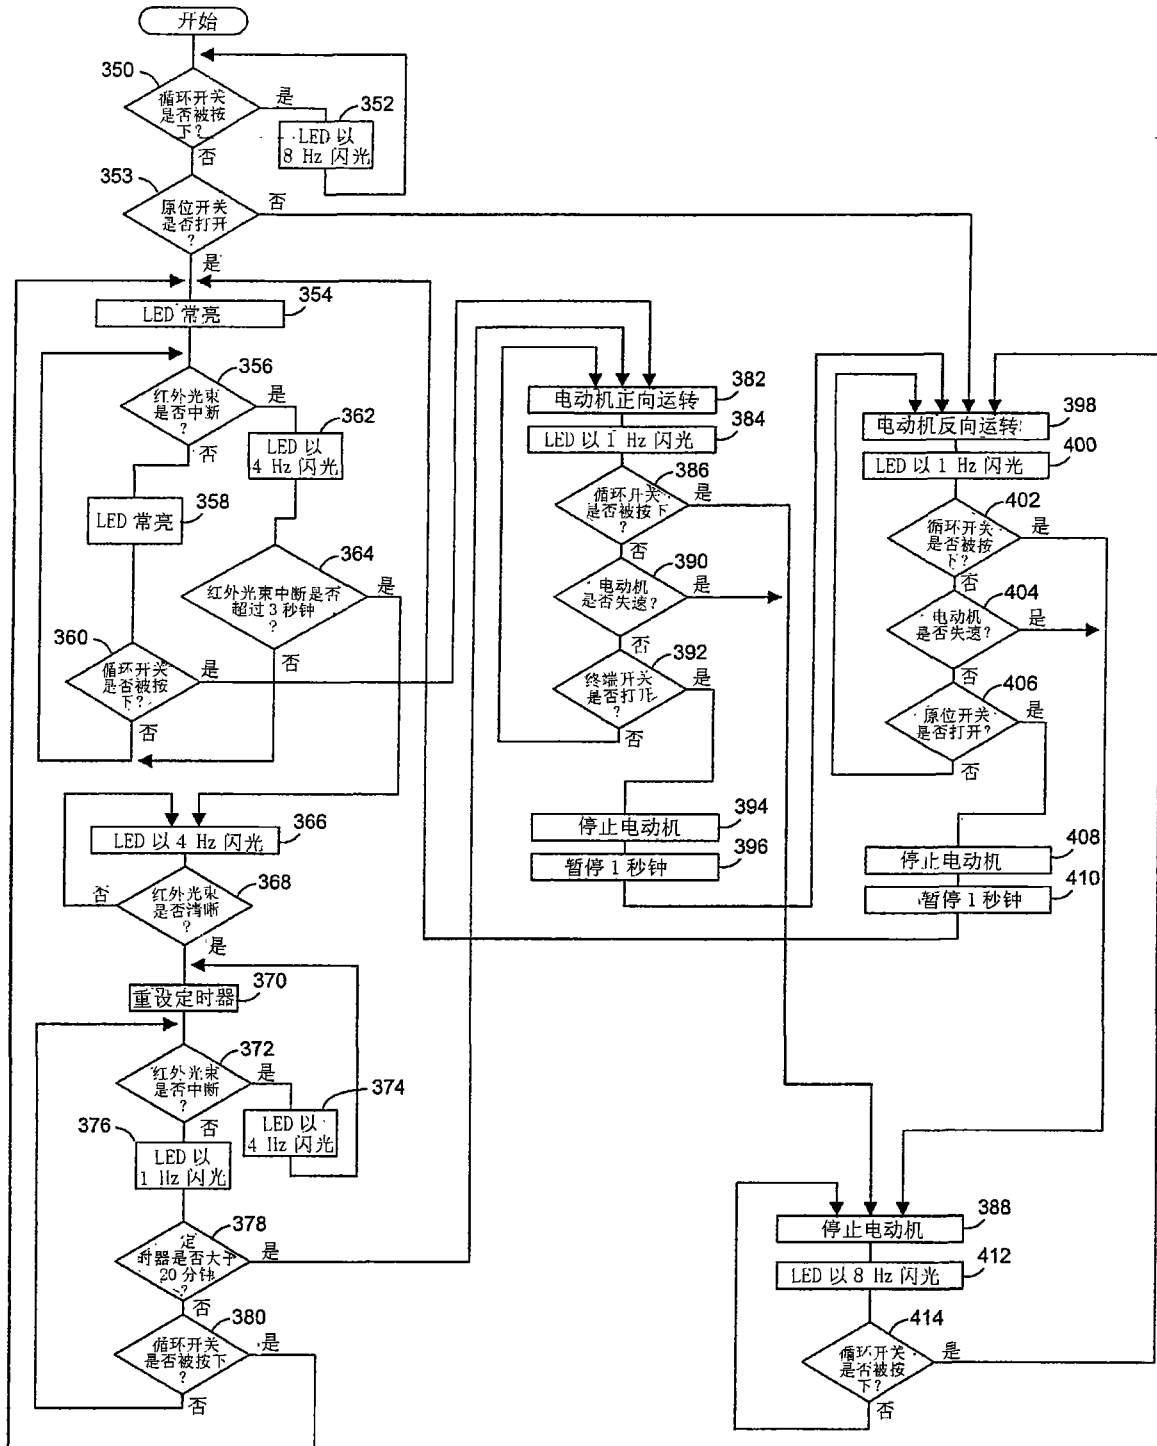 开始
350
循环开关
是否被按
下?
是
352
LED 以
8 Hz 闪光
否
353
原位开关
是否打开
?
否
是
354
LED 常亮
356
红外光束
是否中断
?
是
362
LED 以
4 Hz 闪光
否
358
LED 常亮
364
红外光束中断是否
超过3秒钟
?
是
否
360
循环开关
是否被按
下?
是
否
366
LED 以 4 Hz 闪光
368
红外光束
是否清晰
?
否
是
370
重设定时器
372
红外光束
是否中断
?
是
374
LED 以
4 Hz 闪光
否
376
LED 以
1 Hz 闪光
378
定
时器是否大于
20 分钟
?
是
否
380
循环开关
是否被按下
?
是
否
382
电动机正向运转
384
LED 以 1 Hz 闪光
386
循环开关
是否被按下
?
是
否
390
电动机
是否失速?
是
否
392
终端开关
是否打开
?
是
否
394
停止电动机
396
暂停 1 秒钟
398
电动机反向运转
400
LED 以 1 Hz 闪光
402
循环开关
是否被按
下?
是
否
404
电动机
是否失速?
是
否
406
原位开关
是否打开?
是
否
408
停止电动机
410
暂停 1 秒钟
388
停止电动机
412
LED 以 8 Hz 闪光
414
循环开关
是否被按
下?
是
否